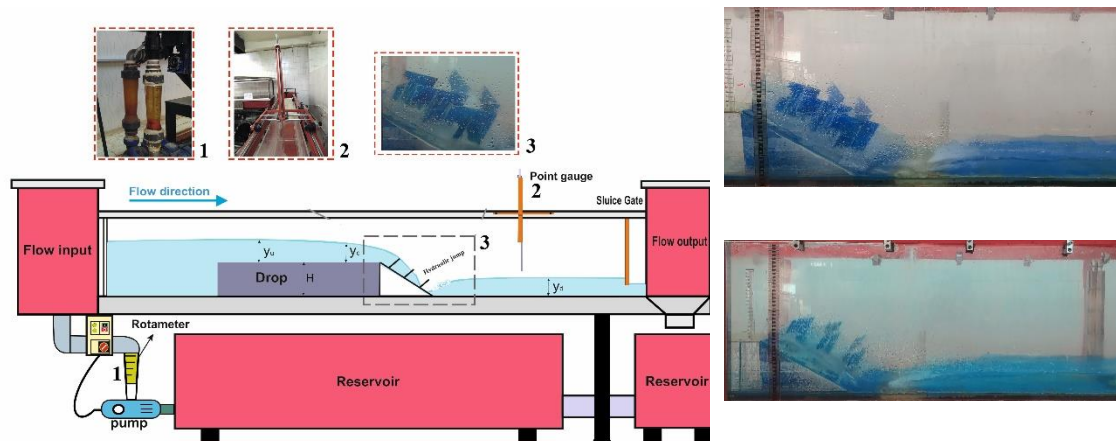 1
2
3
Point gauge
2
Flow direction
Sluice Gate
Flow input
Flow output
yu
yc
3
Hydraulic jump
Drop
H
yn
Rotameter
1
Reservoir
Reservoir
pump